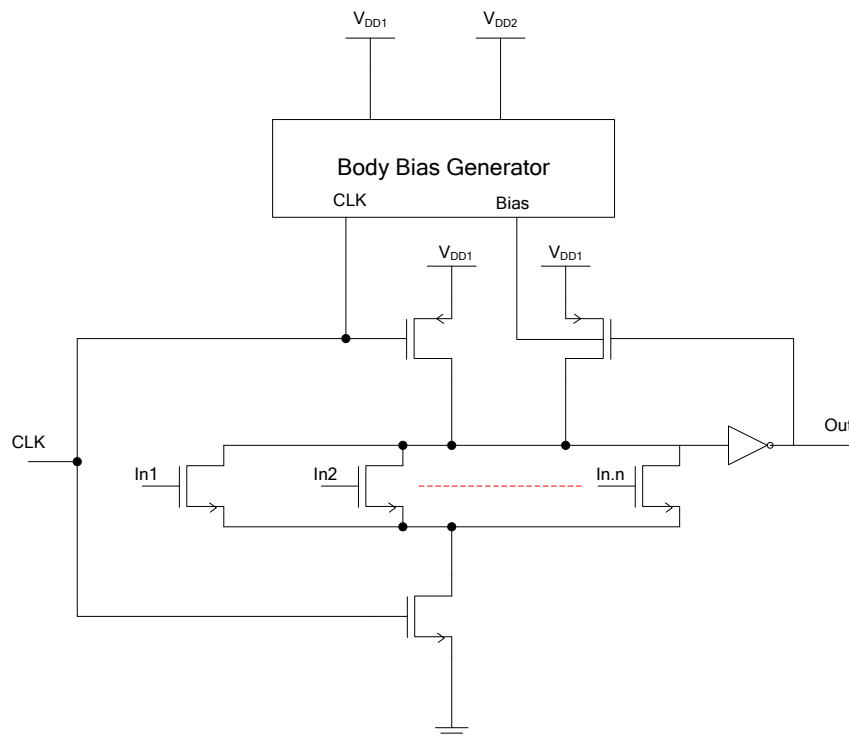 VDD1 VDD2
Body Bias Generator
CLK Bias
VDD1 VDD1
CLK
Out
In1 In2 In.n